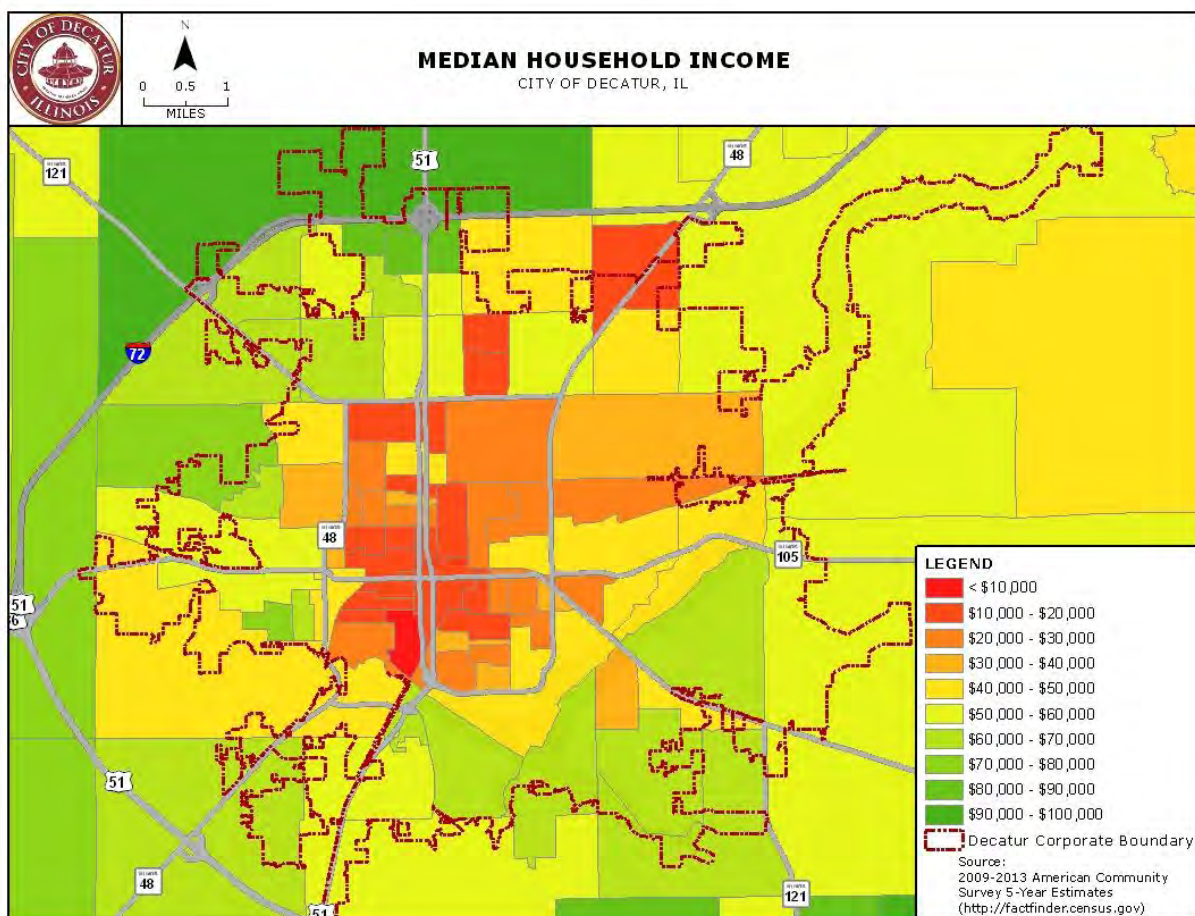 CITY OF DECATUR
ILLINOIS
N
0 0.5 1
MILES
MEDIAN HOUSEHOLD INCOME
CITY OF DECATUR, IL
121
51
48
72
48
105
51
51
48
51
121
LEGEND
< $10,000
$10,000 - $20,000
$20,000 - $30,000
$30,000 - $40,000
$40,000 - $50,000
$50,000 - $60,000
$60,000 - $70,000
$70,000 - $80,000
$80,000 - $90,000
$90,000 - $100,000
Decatur Corporate Boundary
Source:
2009-2013 American Community
Survey 5-Year Estimates
(http://factfinder.census.gov)